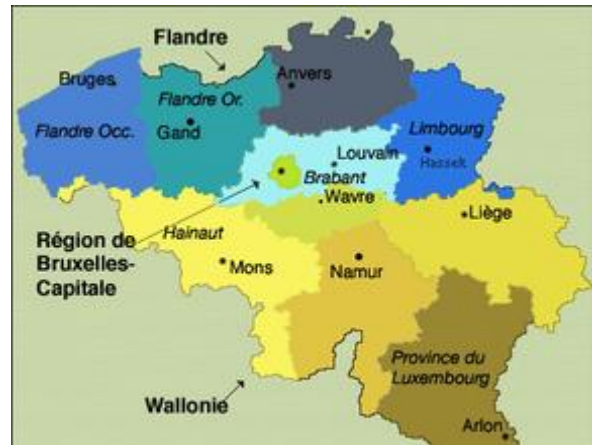 Flandre
Bruges
Anvers
Flandre Or.
Gand
Flandre Occ.
Limbourg
Louvain
Hasselt
Brabant
Wavre
Liège
Hainaut
Région de
Bruxelles-
Capitale
Mons
Namur
Province du
Luxembourg
Wallonie
Arlon